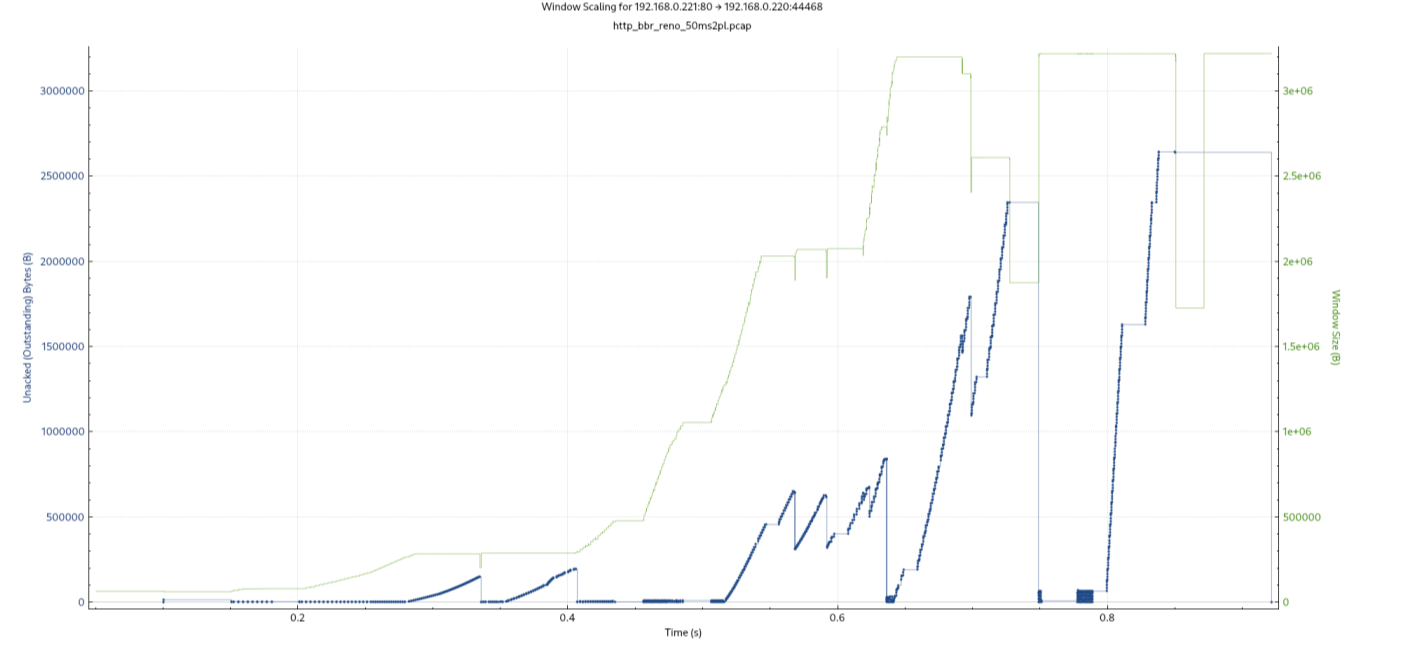 Window Scaling for 192.168.0.221:80 → 192.168.0.220:44468
http_bbr_reno_50ms2pl.pcap
Unacked (Outstanding) Bytes (B)
3000000
2500000
2000000
1500000
1000000
500000
0
3e+06
2.5e+06
2e+06
1.5e+06
1e+06
500000
0
Window Size (B)
0.2 0.4 0.6 0.8
Time (s)